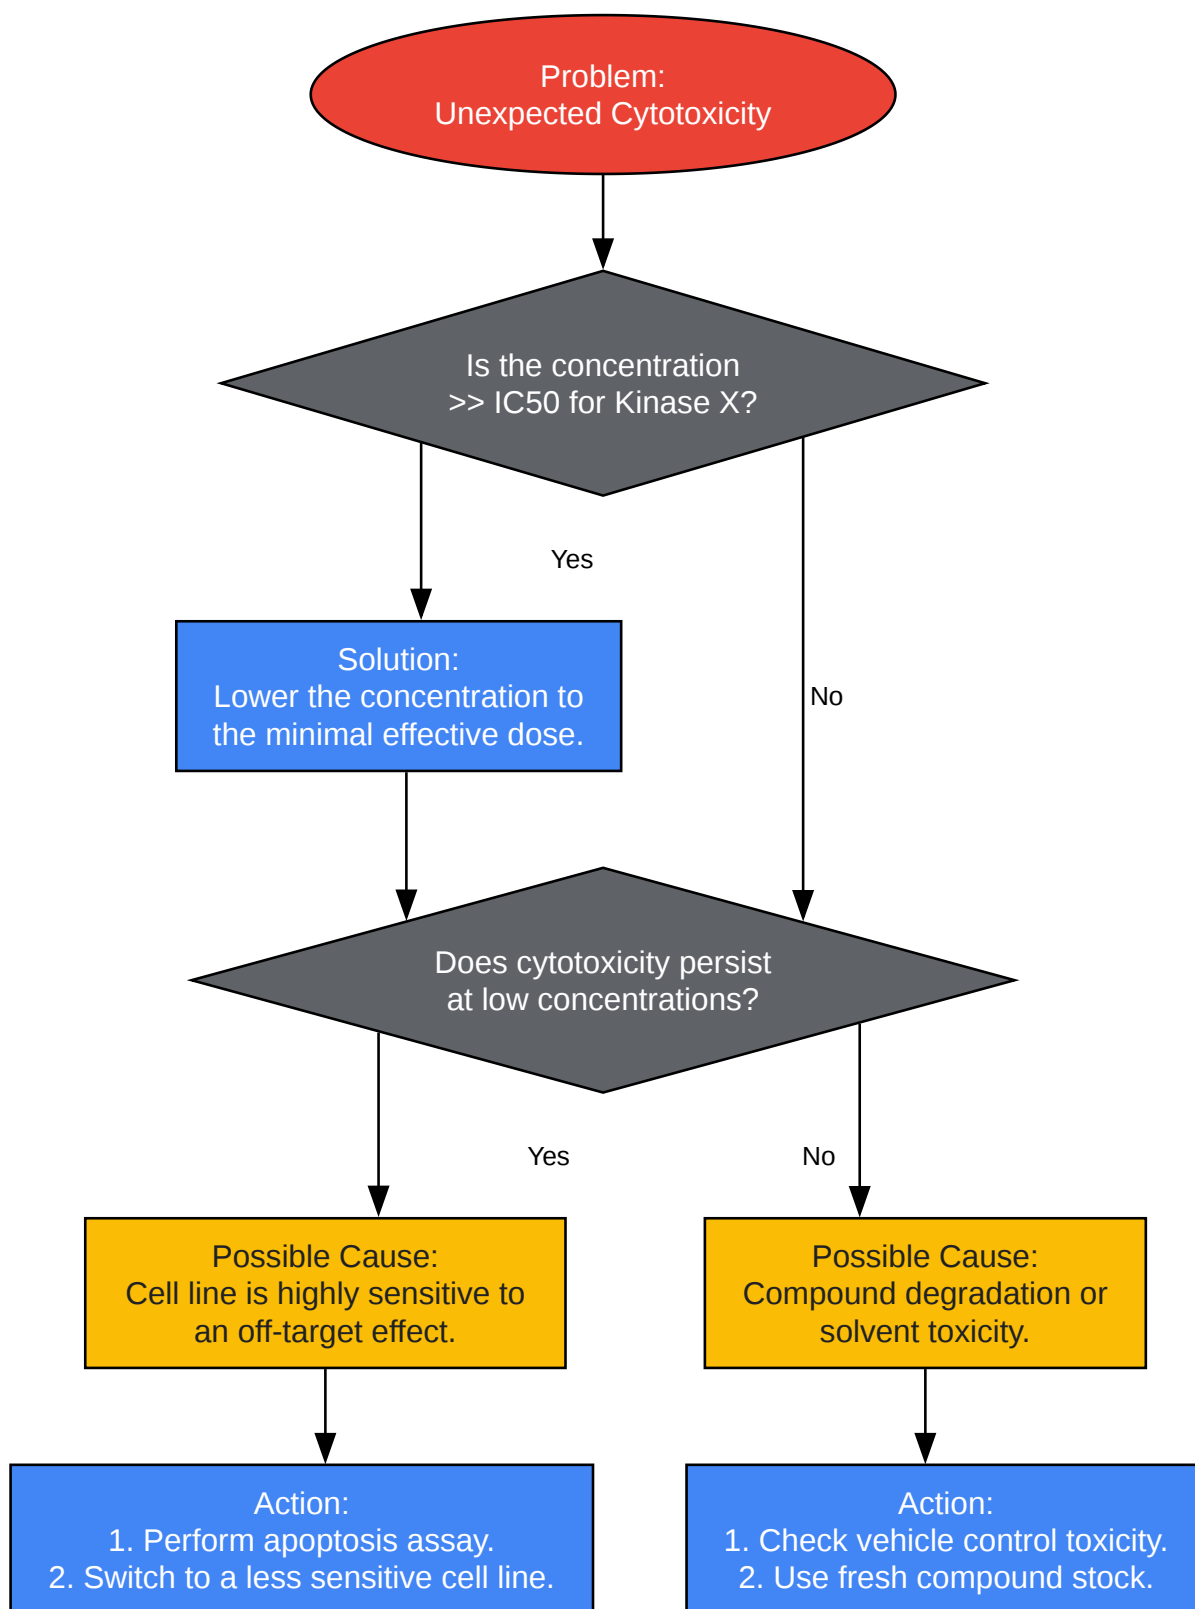 Problem:
Unexpected Cytotoxicity
Is the concentration
>> IC50 for Kinase X?
Yes
Solution:
Lower the concentration to
the minimal effective dose.
No
Does cytotoxicity persist
at low concentrations?
Yes
No
Possible Cause:
Cell line is highly sensitive to
an off-target effect.
Possible Cause:
Compound degradation or
solvent toxicity.
Action:
1. Perform apoptosis assay.
2. Switch to a less sensitive cell line.
Action:
1. Check vehicle control toxicity.
2. Use fresh compound stock.